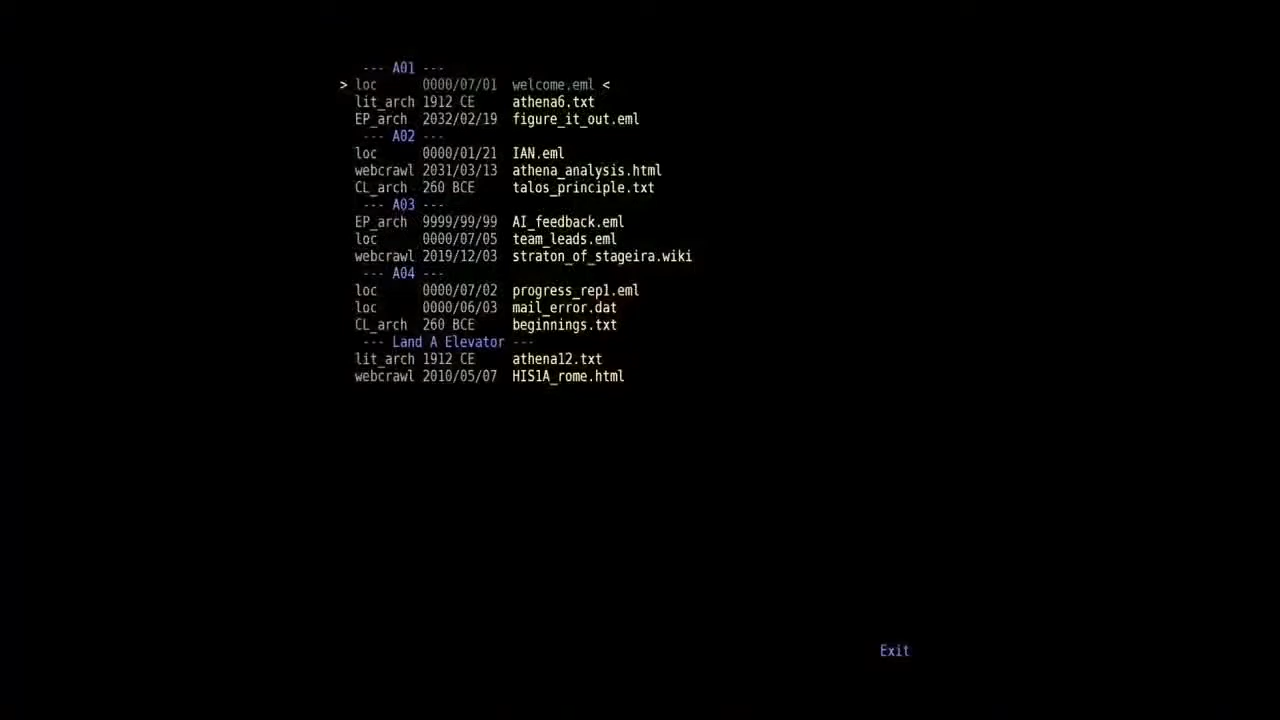 --- A01 ---
> loc 0000/07/01 welcome.eml <
lit_arch 1912 CE athena6.txt
EP_arch 2032/02/19 figure_it_out.eml
--- A02 ---
loc 0000/01/21 IAN.eml
webcrawl 2031/03/13 athena_analysis.html
CL_arch 260 BCE talos_principle.txt
--- A03 ---
EP_arch 9999/99/99 AI_feedback.eml
loc 0000/07/05 team_leads.eml
webcrawl 2019/12/03 straton_of_stageira.wiki
--- A04 ---
loc 0000/07/02 progress_rep1.eml
loc 0000/06/03 mail_error.dat
CL_arch 260 BCE beginnings.txt
--- Land A Elevator ---
lit_arch 1912 CE athena12.txt
webcrawl 2010/05/07 HIS1A_rome.html
Exit